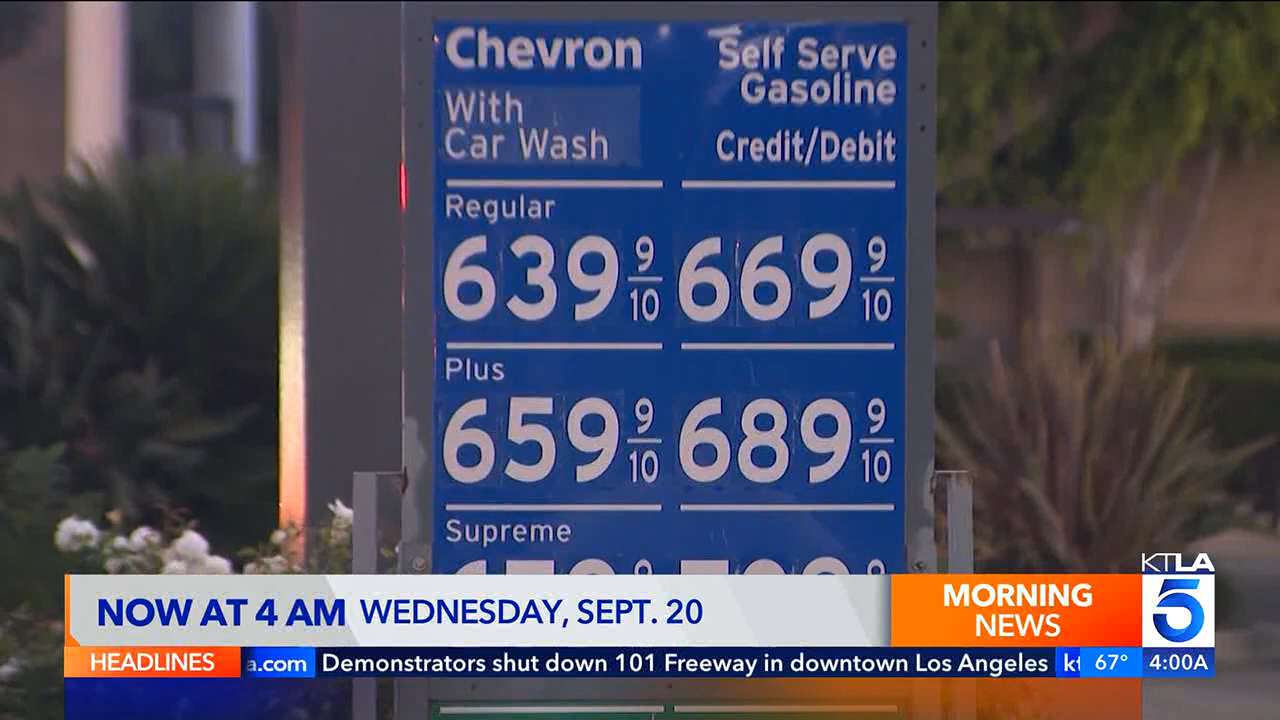 Chevron
Self Serve
Gasoline
With
Car Wash
Credit/Debit
Regular
639 9/10
669 9/10
Plus
659 9/10
689 9/10
Supreme
NOW AT 4 AM WEDNESDAY, SEPT. 20
MORNING
NEWS
KTLA
5
HEADLINES
a.com
Demonstrators shut down 101 Freeway in downtown Los Angeles
kt
67°
4:00A